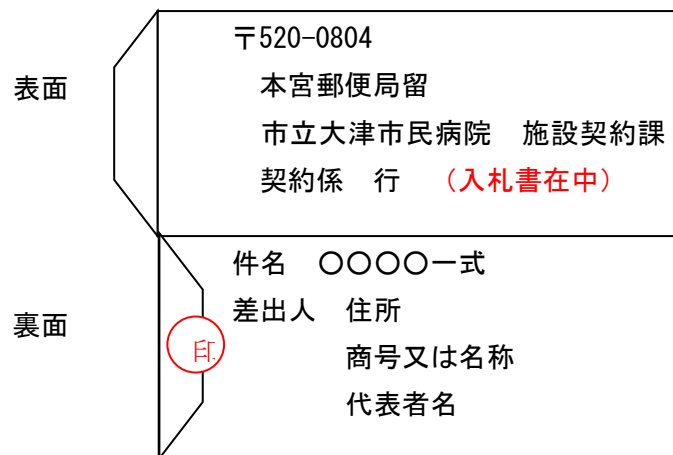 表面
〒520-0804
本宮郵便局留
市立大津市民病院　施設契約課
契約係　行　（入札書在中）
裏面
件名　〇〇〇〇一式
差出人　住所
商号又は名称
代表者名
印